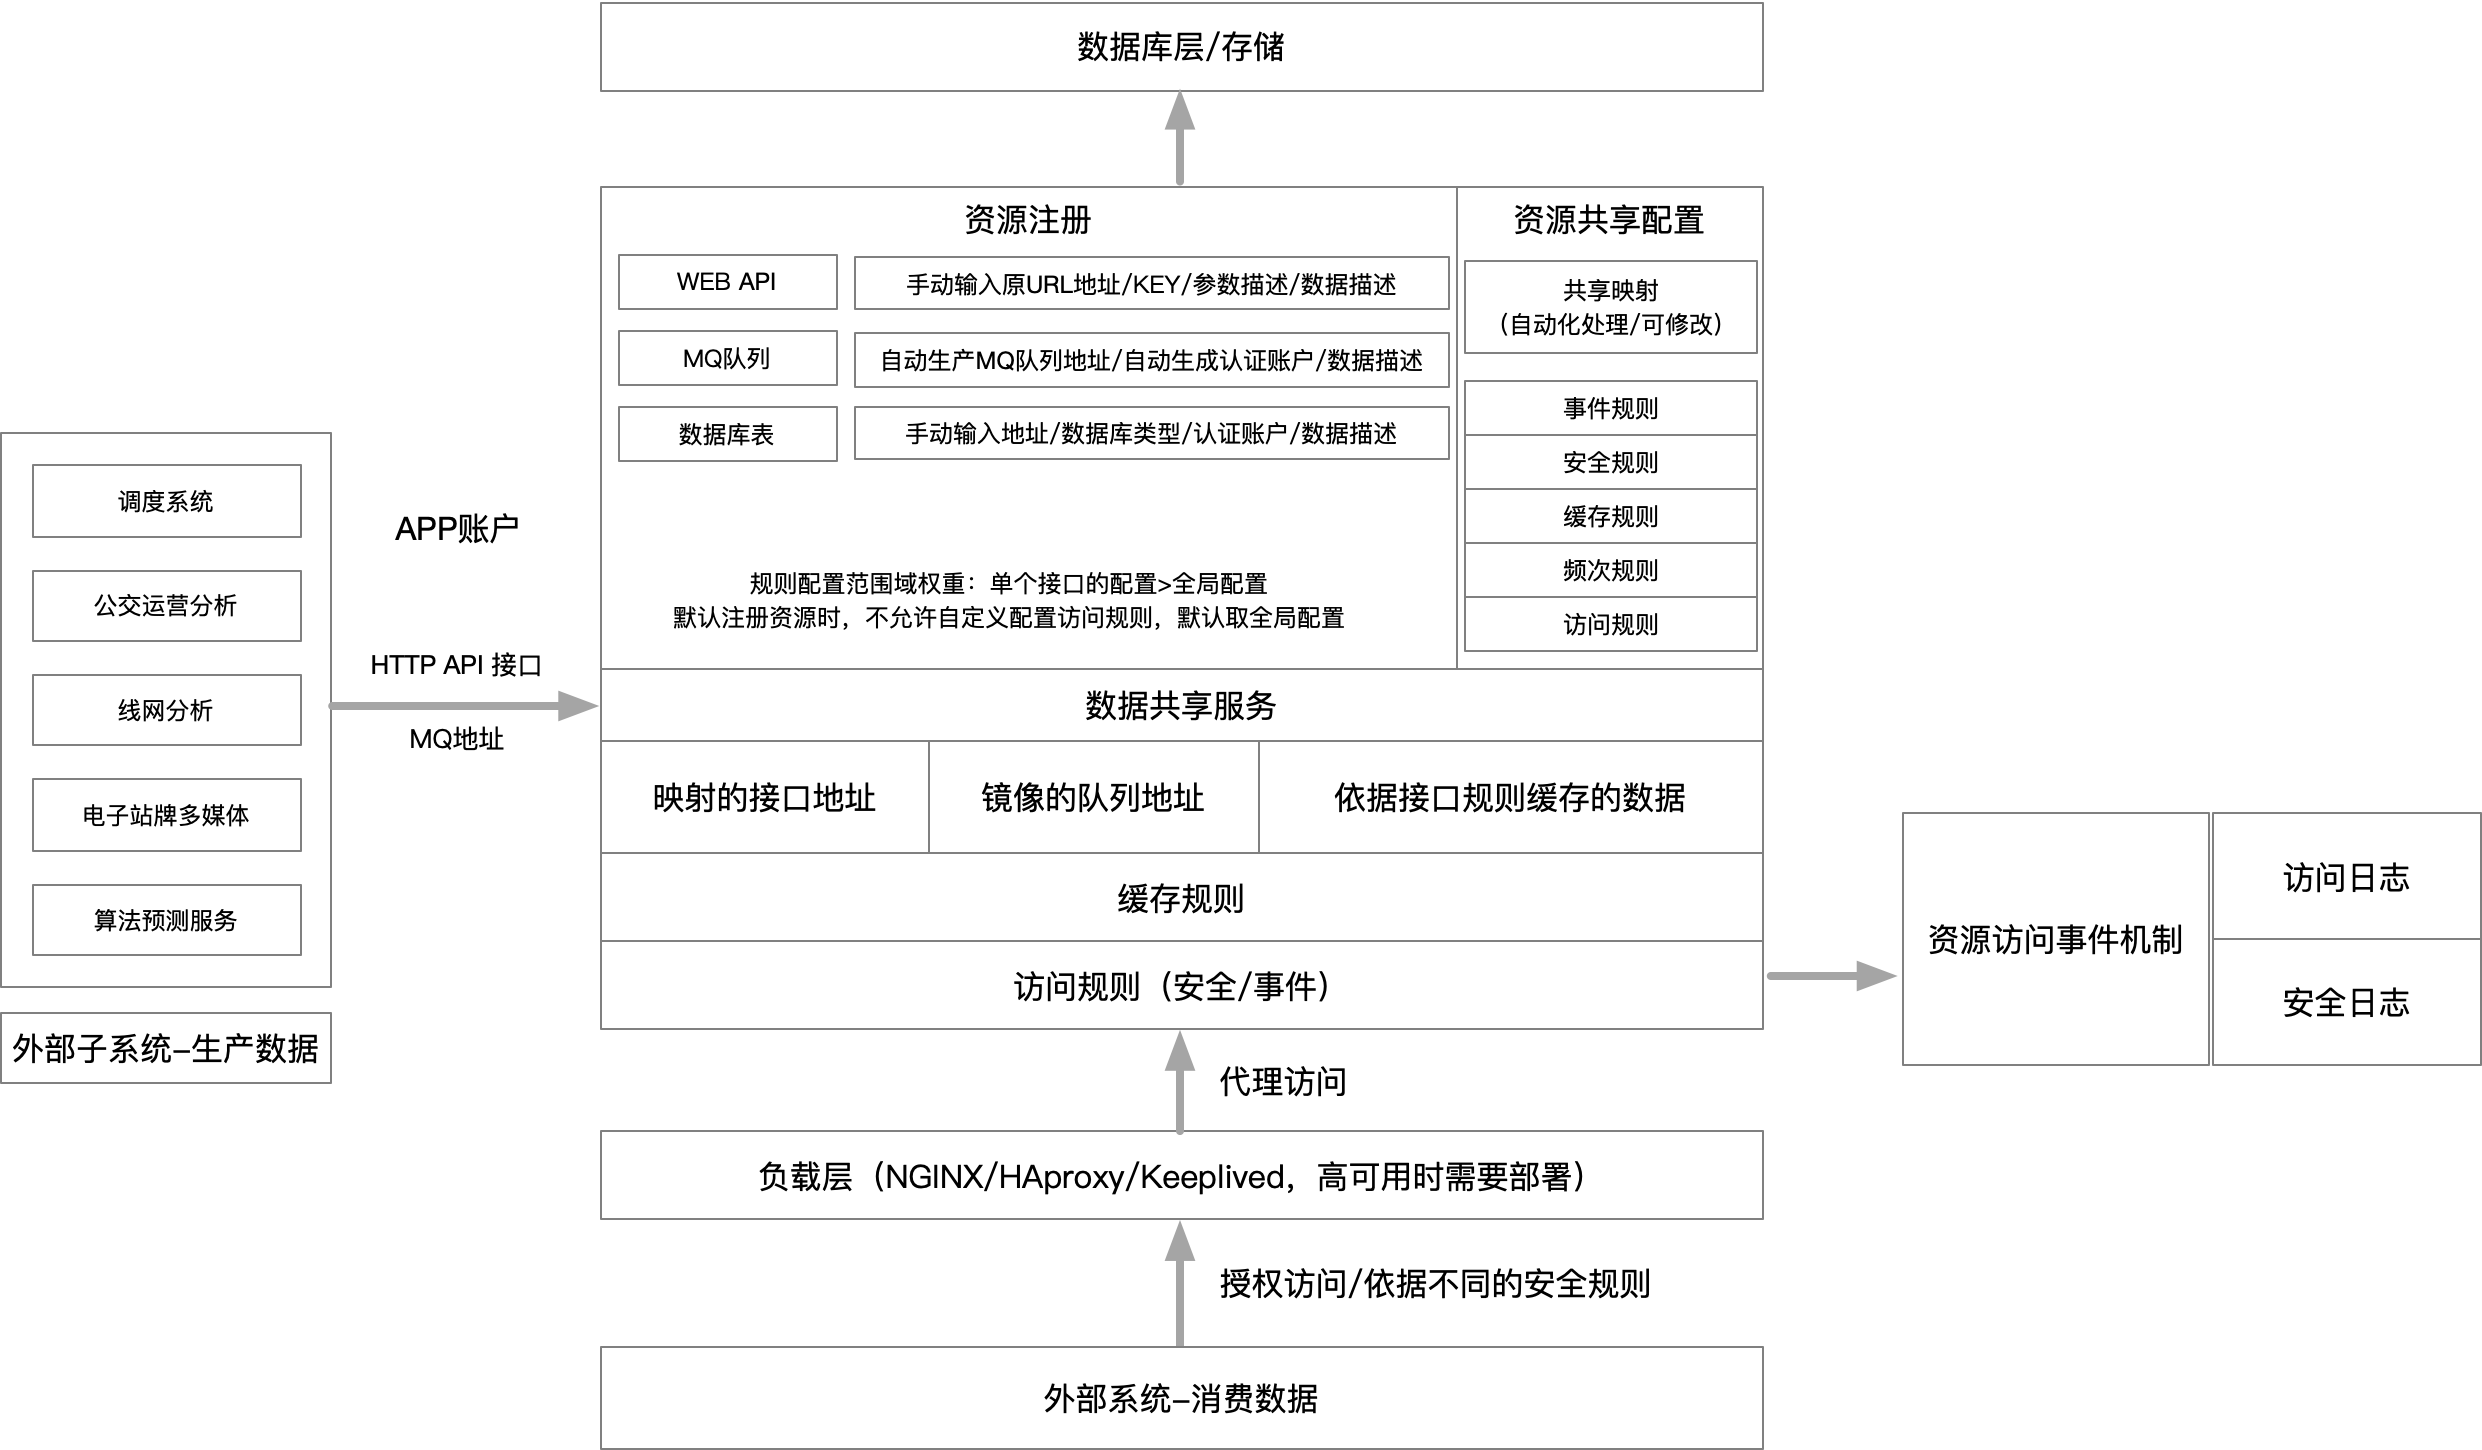 数据库层/存储
资源注册
资源共享配置
WEB API
手动输入原URL地址/KEY/参数描述/数据描述
MQ队列
自动生产MQ队列地址/自动生成认证账户/数据描述
数据库表
手动输入地址/数据库类型/认证账户/数据描述
共享映射
（自动化处理/可修改）
事件规则
安全规则
缓存规则
频次规则
访问规则
规则配置范围域权重：单个接口的配置>全局配置
默认注册资源时，不允许自定义配置访问规则，默认取全局配置
调度系统
公交运营分析
线网分析
电子站牌多媒体
算法预测服务
外部子系统-生产数据
APP账户
HTTP API 接口
MQ地址
数据共享服务
映射的接口地址
镜像的队列地址
依据接口规则缓存的数据
缓存规则
访问规则（安全/事件）
资源访问事件机制
访问日志
安全日志
代理访问
负载层（NGINX/HAproxy/Keeplived，高可用时需要部署）
授权访问/依据不同的安全规则
外部系统-消费数据